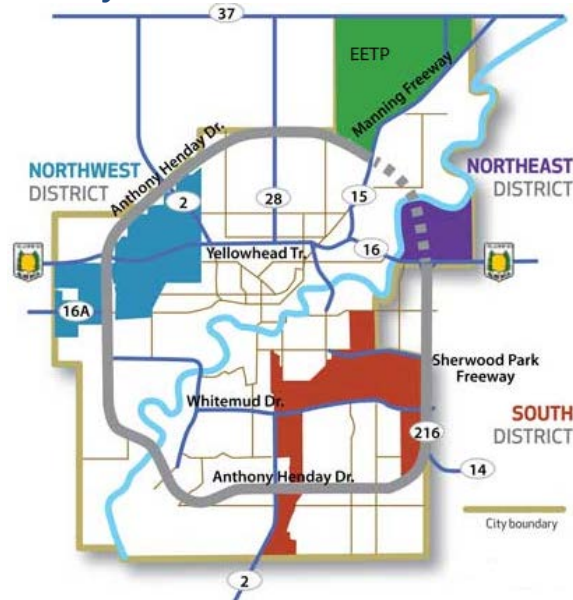 37
EETP
Manning Freeway
Anthony Henday Dr.
NORTHWEST
DISTRICT
NORTHEAST
DISTRICT
2
28
15
Yellowhead Tr.
16
16A
Sherwood Park
Freeway
Whitemud Dr.
SOUTH
DISTRICT
216
14
Anthony Henday Dr.
City boundary
2